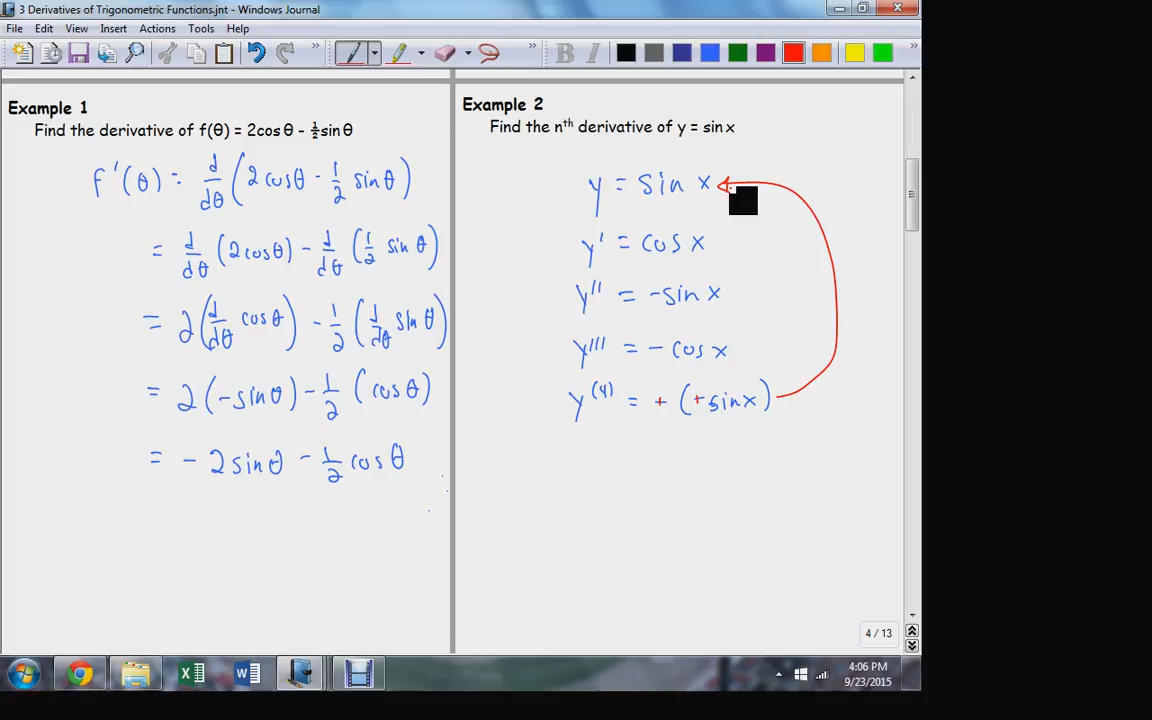 3 Derivatives of Trigonometric Functions.jnt - Windows Journal
File Edit View Insert Actions Tools Help
Example 1
Find the derivative of f(θ) = 2cos θ - ½sin θ
f'(θ) = d/dθ (2cosθ - 1/2 sinθ)
= d/dθ (2cosθ) - d/dθ (1/2 sinθ)
= 2(d/dθ cosθ) - 1/2 (d/dθ sinθ)
= 2(-sinθ) - 1/2 (cosθ)
= - 2sinθ - 1/2 cosθ
Example 2
Find the nᵗʰ derivative of y = sin x
y = sin x
y' = cos x
y'' = -sin x
y''' = - cos x
y⁽⁴⁾ = + (+sinx)
4 / 13
4:06 PM
9/23/2015